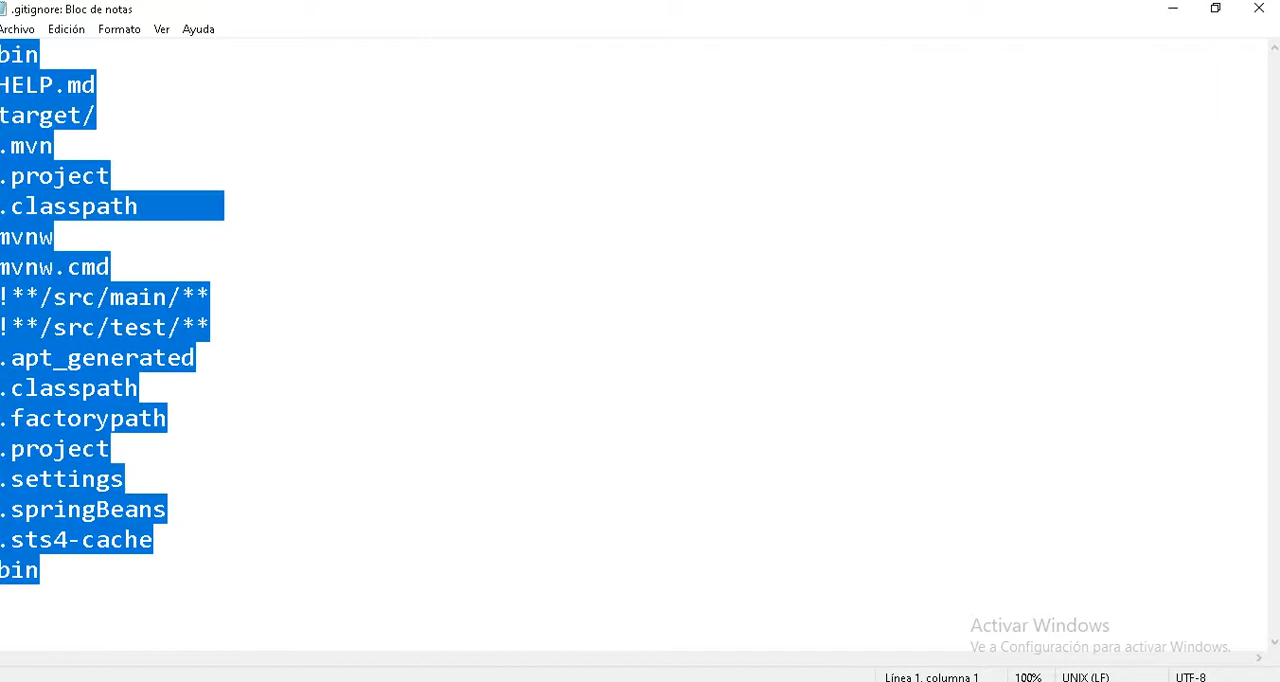 .gitignore: Bloc de notas
Archivo Edición Formato Ver Ayuda
bin
HELP.md
target/
.mvn
.project
.classpath
mvnw
mvnw.cmd
!**/src/main/**
!**/src/test/**
.apt_generated
.classpath
.factorypath
.project
.settings
.springBeans
.sts4-cache
bin
Activar Windows
Ve a Configuración para activar Windows.
Línea 1, columna 1 100% UNIX (LF) UTF-8